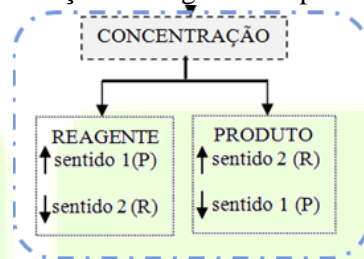 CONCENTRAÇÃO
REAGENTE
↑ sentido 1(P)
↓ sentido 2 (R)
PRODUTO
↑ sentido 2 (R)
↓ sentido 1 (P)